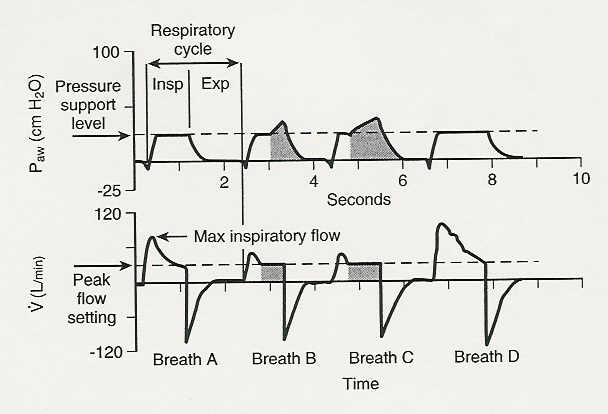 Respiratory
cycle
100
Insp Exp
Pressure
support
level
Paw (cm H2O)
2 4 6 8 10
Seconds
-25
120
Max inspiratory flow
Peak
flow
setting
V̇ (L/min)
-120
Breath A Breath B Breath C Breath D
Time